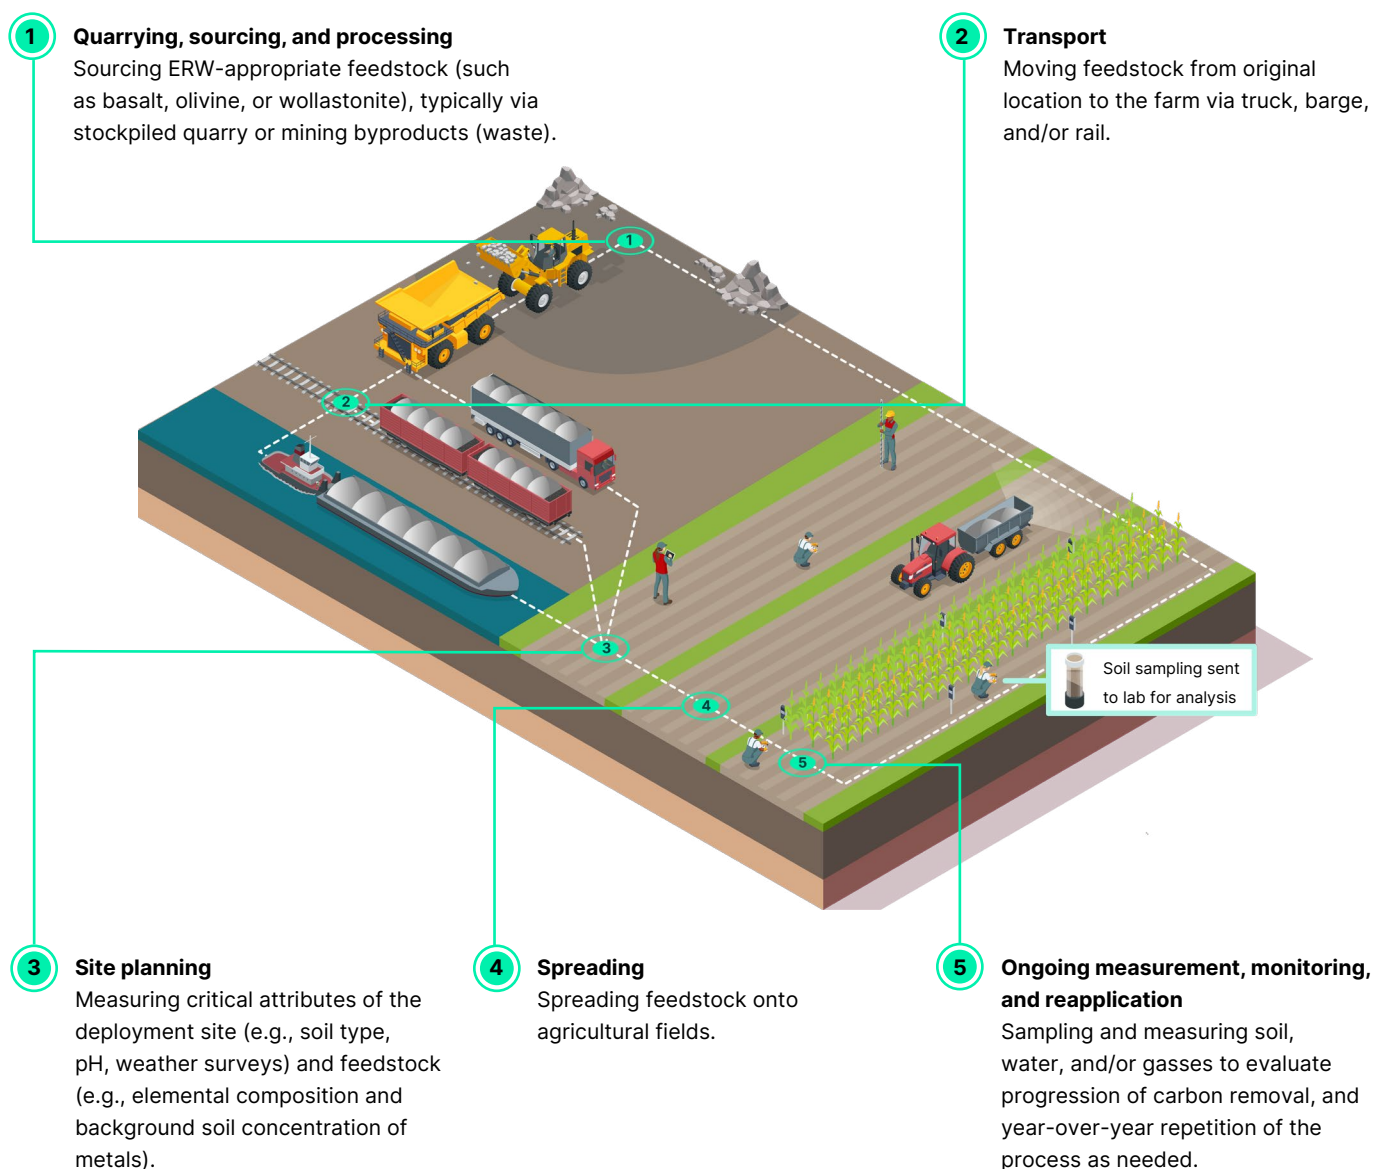 1
Quarrying, sourcing, and processing
Sourcing ERW-appropriate feedstock (such
as basalt, olivine, or wollastonite), typically via
stockpiled quarry or mining byproducts (waste).
2
Transport
Moving feedstock from original
location to the farm via truck, barge,
and/or rail.
1
2
3
4
5
Soil sampling sent
to lab for analysis
3
Site planning
Measuring critical attributes of the
deployment site (e.g., soil type,
pH, weather surveys) and feedstock
(e.g., elemental composition and
background soil concentration of
metals).
4
Spreading
Spreading feedstock onto
agricultural fields.
5
Ongoing measurement, monitoring,
and reapplication
Sampling and measuring soil,
water, and/or gasses to evaluate
progression of carbon removal, and
year-over-year repetition of the
process as needed.